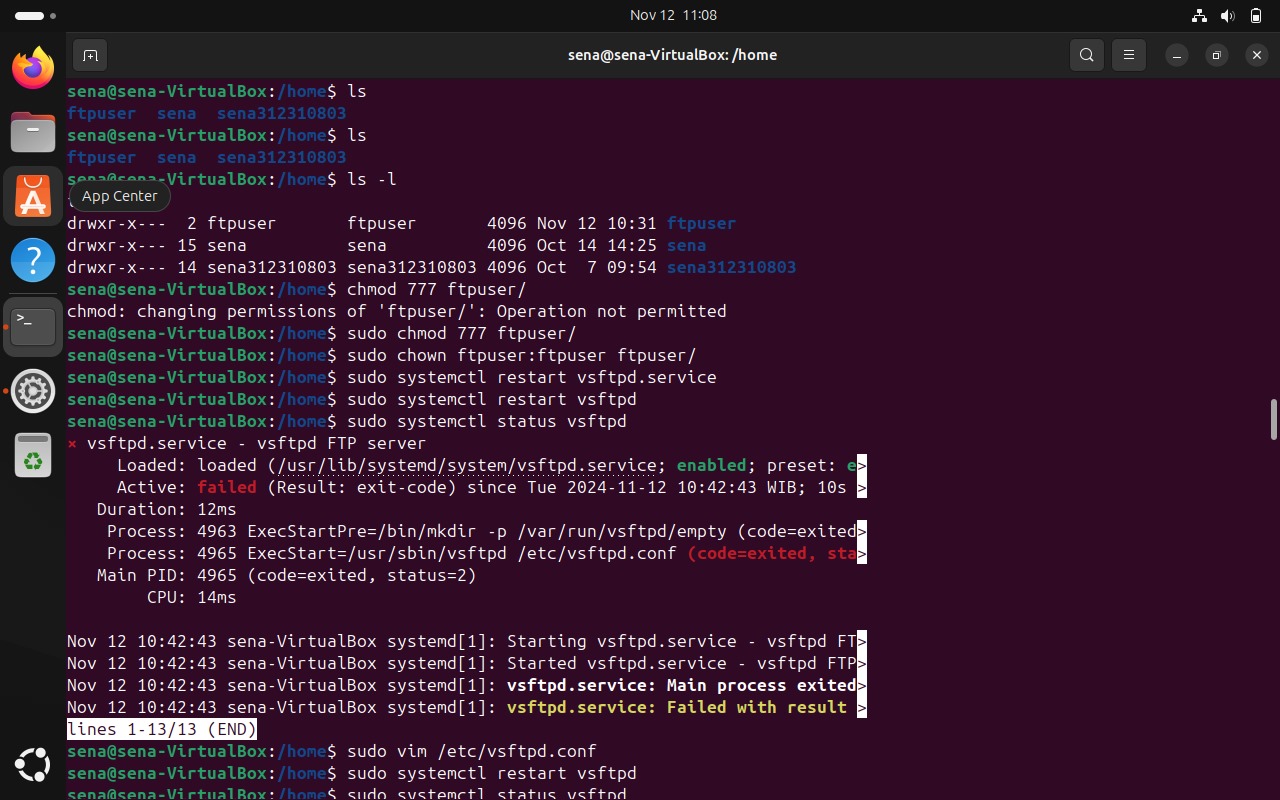 Nov 12 11:08
sena@sena-VirtualBox: /home
sena@sena-VirtualBox:/home$ ls
ftpuser  sena  sena312310803
sena@sena-VirtualBox:/home$ ls
ftpuser  sena  sena312310803
sena@sena-VirtualBox:/home$ ls -l
App Center
drwxr-x---  2 ftpuser       ftpuser       4096 Nov 12 10:31 ftpuser
drwxr-x--- 15 sena          sena          4096 Oct 14 14:25 sena
drwxr-x--- 14 sena312310803 sena312310803 4096 Oct  7 09:54 sena312310803
sena@sena-VirtualBox:/home$ chmod 777 ftpuser/
chmod: changing permissions of 'ftpuser/': Operation not permitted
sena@sena-VirtualBox:/home$ sudo chmod 777 ftpuser/
sena@sena-VirtualBox:/home$ sudo chown ftpuser:ftpuser ftpuser/
sena@sena-VirtualBox:/home$ sudo systemctl restart vsftpd.service
sena@sena-VirtualBox:/home$ sudo systemctl restart vsftpd
sena@sena-VirtualBox:/home$ sudo systemctl status vsftpd
× vsftpd.service - vsftpd FTP server
     Loaded: loaded (/usr/lib/systemd/system/vsftpd.service; enabled; preset: e>
     Active: failed (Result: exit-code) since Tue 2024-11-12 10:42:43 WIB; 10s >
   Duration: 12ms
    Process: 4963 ExecStartPre=/bin/mkdir -p /var/run/vsftpd/empty (code=exited>
    Process: 4965 ExecStart=/usr/sbin/vsftpd /etc/vsftpd.conf (code=exited, sta>
   Main PID: 4965 (code=exited, status=2)
        CPU: 14ms
Nov 12 10:42:43 sena-VirtualBox systemd[1]: Starting vsftpd.service - vsftpd FT>
Nov 12 10:42:43 sena-VirtualBox systemd[1]: Started vsftpd.service - vsftpd FTP>
Nov 12 10:42:43 sena-VirtualBox systemd[1]: vsftpd.service: Main process exited>
Nov 12 10:42:43 sena-VirtualBox systemd[1]: vsftpd.service: Failed with result >
lines 1-13/13 (END)
sena@sena-VirtualBox:/home$ sudo vim /etc/vsftpd.conf
sena@sena-VirtualBox:/home$ sudo systemctl restart vsftpd
sena@sena-VirtualBox:/home$ sudo systemctl status vsftpd